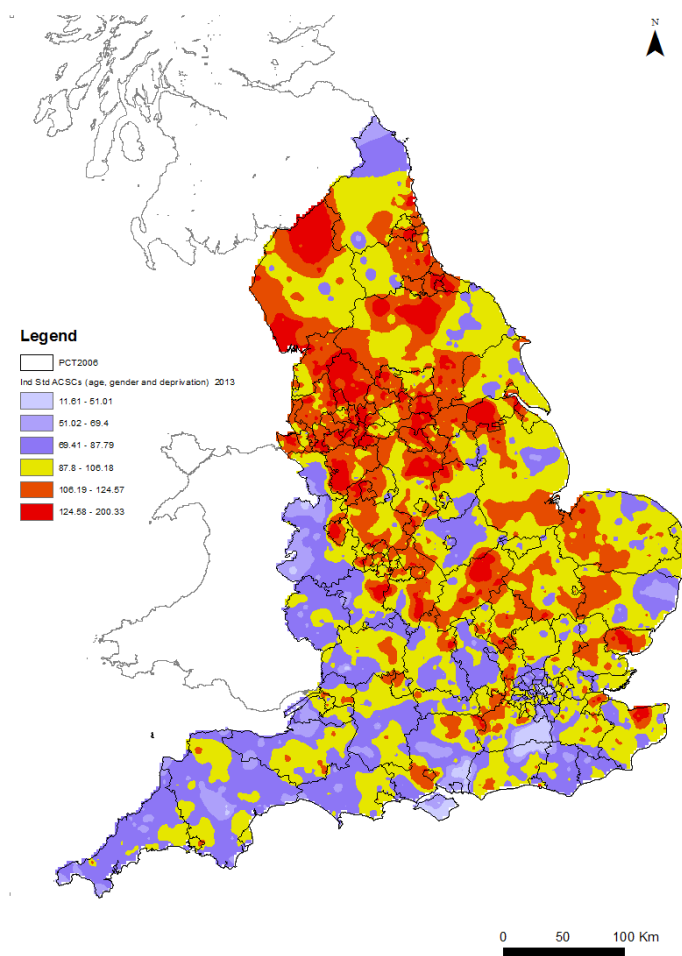 N
Legend
PCT2006
Ind Std ACSCs (age, gender and deprivation) 2013
11.61 - 51.01
51.02 - 69.4
69.41 - 87.79
87.8 - 106.18
106.19 - 124.57
124.58 - 200.33
0 50 100 Km